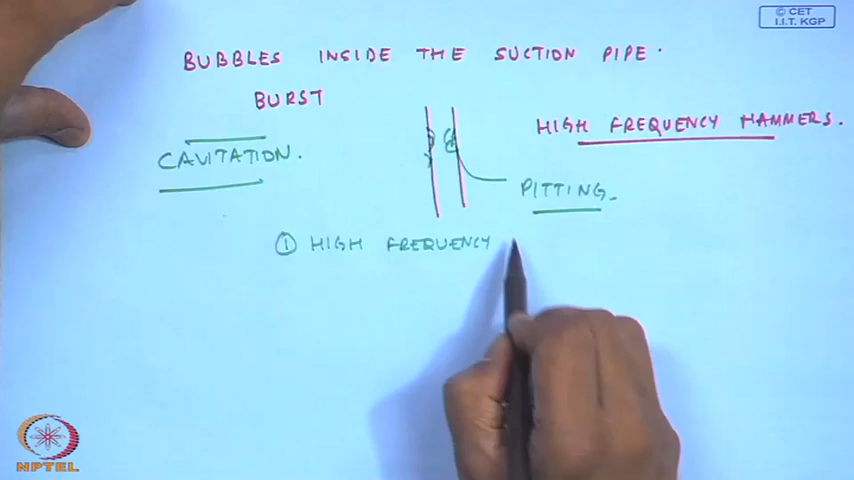 © CET
I.I.T. KGP
BUBBLES INSIDE THE SUCTION PIPE.
BURST
HIGH FREQUENCY HAMMERS.
CAVITATION.
PITTING.
① HIGH FREQUENCY
NPTEL